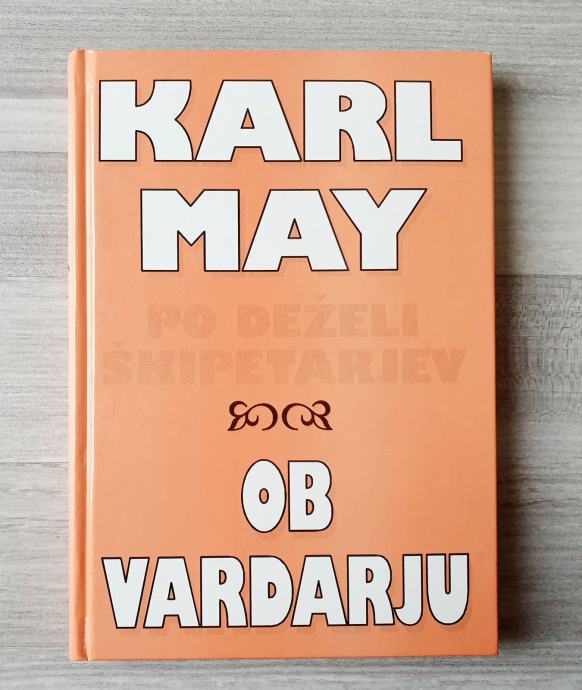 KARL
MAY
PO DEŽELI
ŠKIPETARJEV
OB
VARDARJU